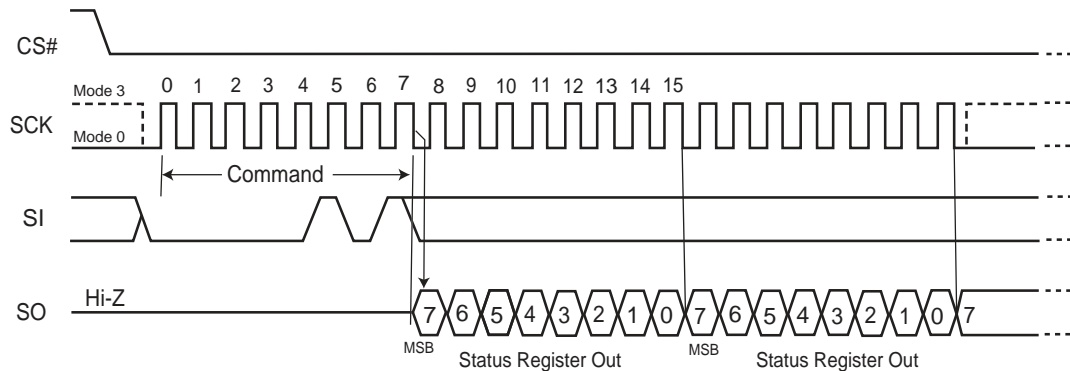 CS#
Mode 3
0 1 2 3 4 5 6 7 8 9 10 11 12 13 14 15
SCK
Mode 0
Command
SI
Hi-Z
SO
7 6 5 4 3 2 1 0 7 6 5 4 3 2 1 0 7
MSB
MSB
Status Register Out
Status Register Out